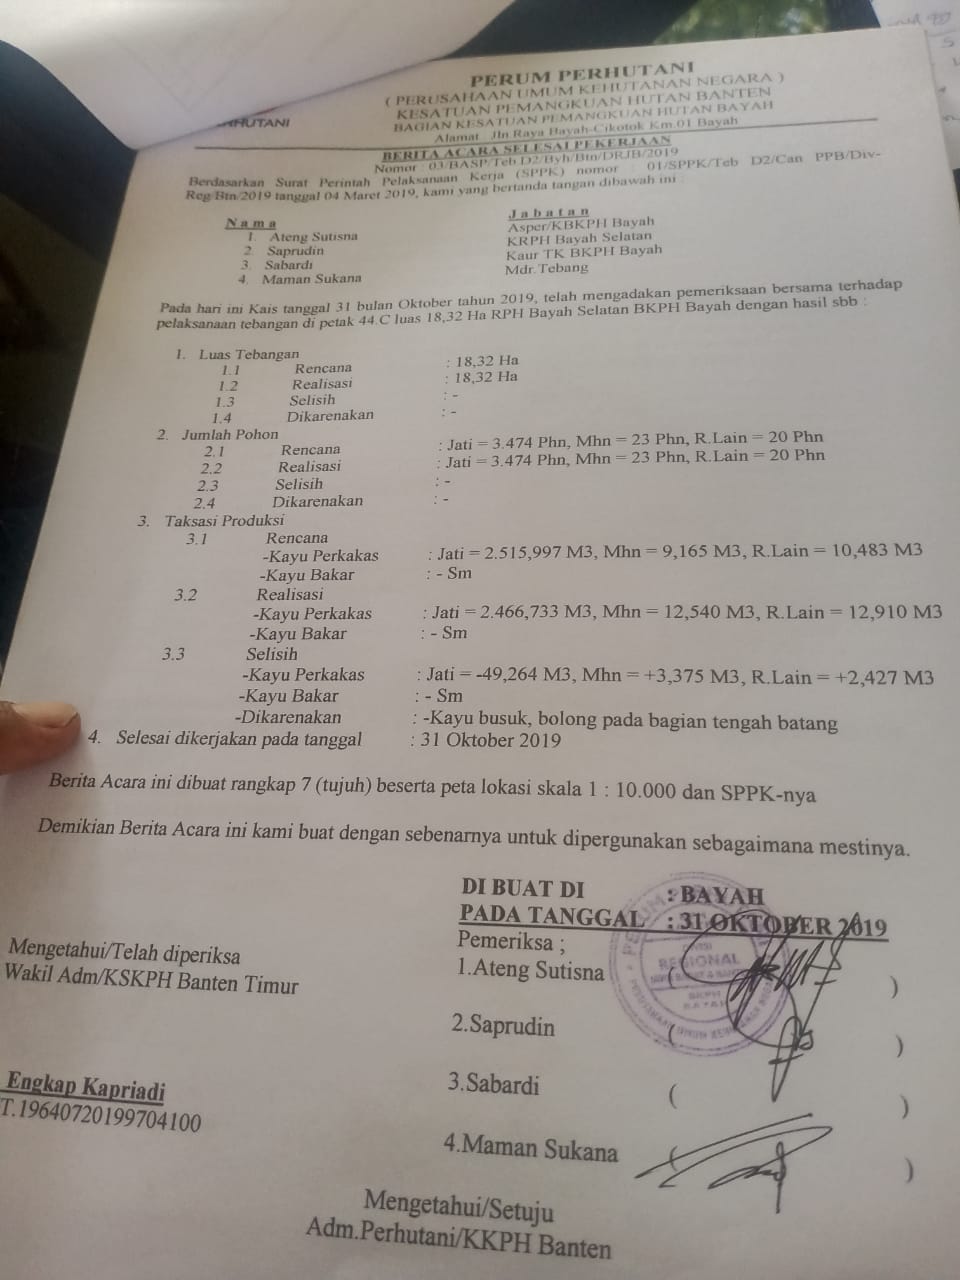 PERUM PERHUTANI
( PERUSAHAAN UMUM KEHUTANAN NEGARA )
KESATUAN PEMANGKUAN HUTAN BANTEN
BAGIAN KESATUAN PEMANGKUAN HUTAN BAYAH
Alamat : Jln.Raya Bayah-Cikotok Km.01 Bayah
BERITA ACARA SELESAI PEKERJAAN
Nomor : 03/BASP/Teb.D2/Byh/Btn/DRJB/2019
Berdasarkan Surat Perintah Pelaksanaan Kerja (SPPK) nomor 01/SPPK/Teb D2/Can PPB/Div-
Reg/Btn/2019 tanggal 04 Maret 2019, kami yang bertanda tangan dibawah ini :
Nama Jabatan
1. Ateng Sutisna Asper/KBKPH Bayah
2. Saprudin KRPH Bayah Selatan
3. Sabardi Kaur TK BKPH Bayah
4. Maman Sukana Mdr.Tebang
Pada hari ini Kais tanggal 31 bulan Oktober tahun 2019, telah mengadakan pemeriksaan bersama terhadap
pelaksanaan tebangan di petak 44.C luas 18,32 Ha RPH Bayah Selatan BKPH Bayah dengan hasil sbb :
1. Luas Tebangan
1.1 Rencana : 18,32 Ha
1.2 Realisasi : 18,32 Ha
1.3 Selisih : -
1.4 Dikarenakan : -
2. Jumlah Pohon
2.1 Rencana : Jati = 3.474 Phn, Mhn = 23 Phn, R.Lain = 20 Phn
2.2 Realisasi : Jati = 3.474 Phn, Mhn = 23 Phn, R.Lain = 20 Phn
2.3 Selisih : -
2.4 Dikarenakan : -
3. Taksasi Produksi
3.1 Rencana
-Kayu Perkakas : Jati = 2.515,997 M3, Mhn = 9,165 M3, R.Lain = 10,483 M3
-Kayu Bakar : - Sm
3.2 Realisasi
-Kayu Perkakas : Jati = 2.466,733 M3, Mhn = 12,540 M3, R.Lain = 12,910 M3
-Kayu Bakar : - Sm
3.3 Selisih
-Kayu Perkakas : Jati = -49,264 M3, Mhn = +3,375 M3, R.Lain = +2,427 M3
-Kayu Bakar : - Sm
-Dikarenakan : -Kayu busuk, bolong pada bagian tengah batang
4. Selesai dikerjakan pada tanggal : 31 Oktober 2019
Berita Acara ini dibuat rangkap 7 (tujuh) beserta peta lokasi skala 1 : 10.000 dan SPPK-nya
Demikian Berita Acara ini kami buat dengan sebenarnya untuk dipergunakan sebagaimana mestinya.
DI BUAT DI : BAYAH
PADA TANGGAL : 31 OKTOBER 2019
Mengetahui/Telah diperiksa
Wakil Adm/KSKPH Banten Timur
Engkap Kapriadi
T.19640720199704100
Pemeriksa ;
1.Ateng Sutisna ( )
2.Saprudin ( )
3.Sabardi ( )
4.Maman Sukana ( )
REGIONAL
BKPH
BAYAH
Mengetahui/Setuju
Adm.Perhutani/KKPH Banten